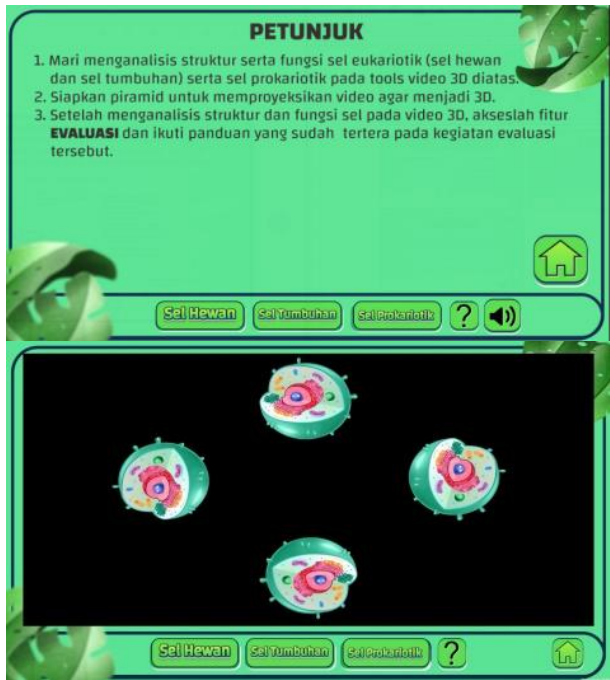 PETUNJUK
1. Mari menganalisis struktur serta fungsi sel eukariotik (sel hewan
dan sel tumbuhan) serta sel prokariotik pada tools video 3D diatas.
2. Siapkan piramid untuk memproyeksikan video agar menjadi 3D.
3. Setelah menganalisis struktur dan fungsi sel pada video 3D, akseslah fitur
EVALUASI dan ikuti panduan yang sudah tertera pada kegiatan evaluasi
tersebut.
Sel Hewan Sel Tumbuhan Sel Prokariotik ?
Sel Hewan Sel Tumbuhan Sel Prokariotik ?